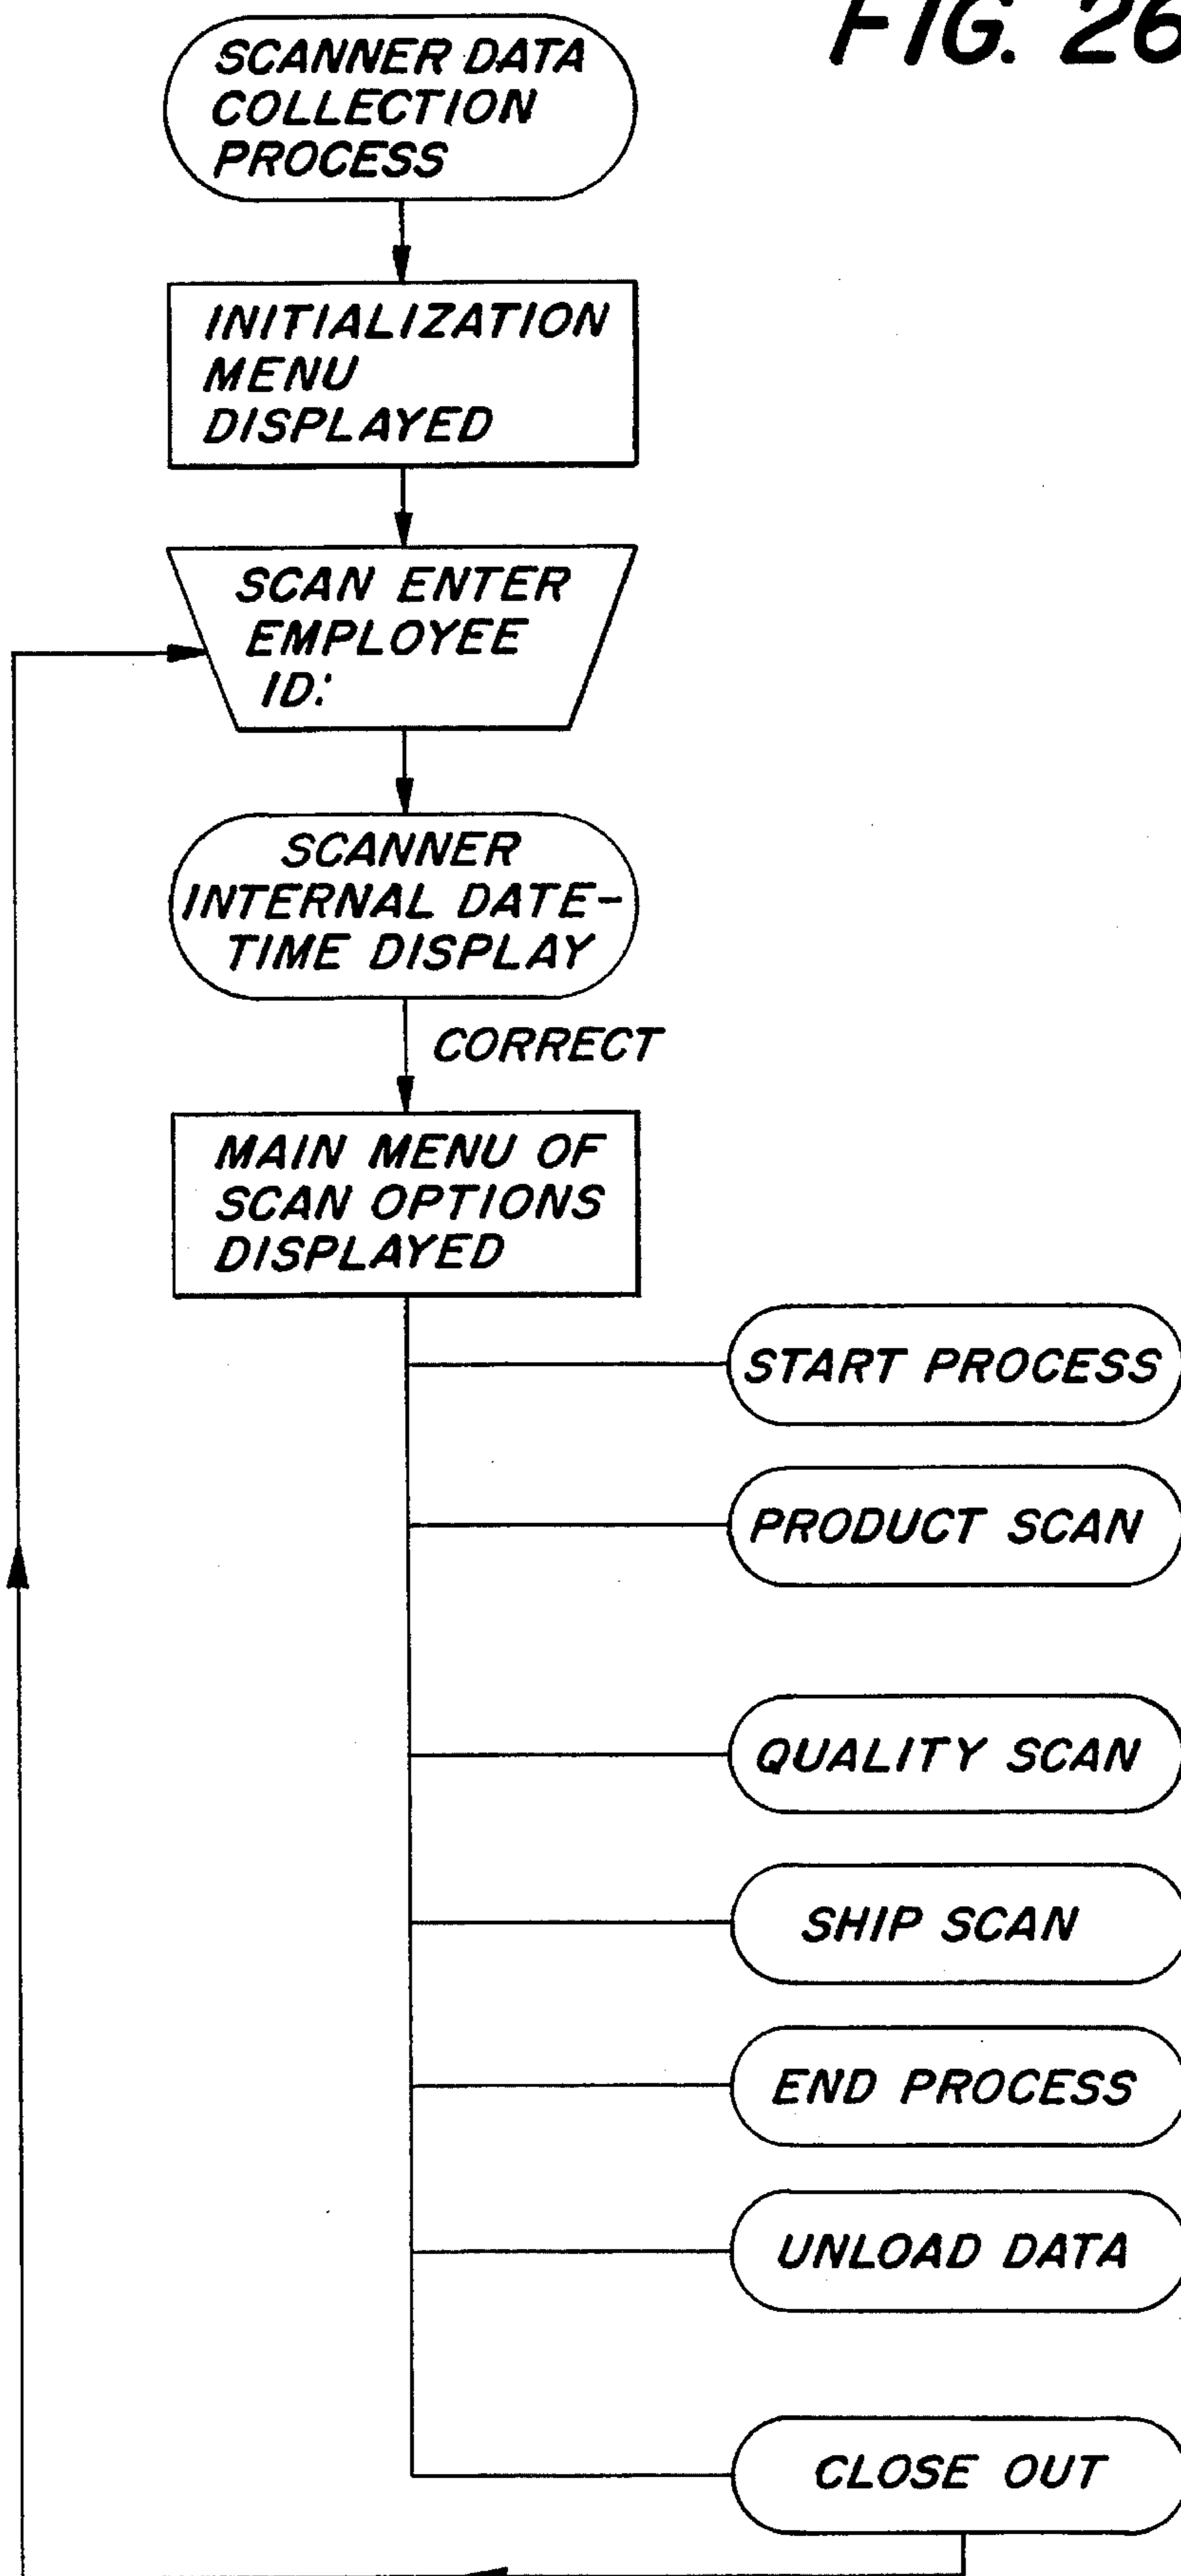 FIG. 26
SCANNER DATA
COLLECTION
PROCESS
INITIALIZATION
MENU
DISPLAYED
SCAN ENTER
EMPLOYEE
ID:
SCANNER
INTERNAL DATE-
TIME DISPLAY
CORRECT
MAIN MENU OF
SCAN OPTIONS
DISPLAYED
START PROCESS
PRODUCT SCAN
QUALITY SCAN
SHIP SCAN
END PROCESS
UNLOAD DATA
CLOSE OUT